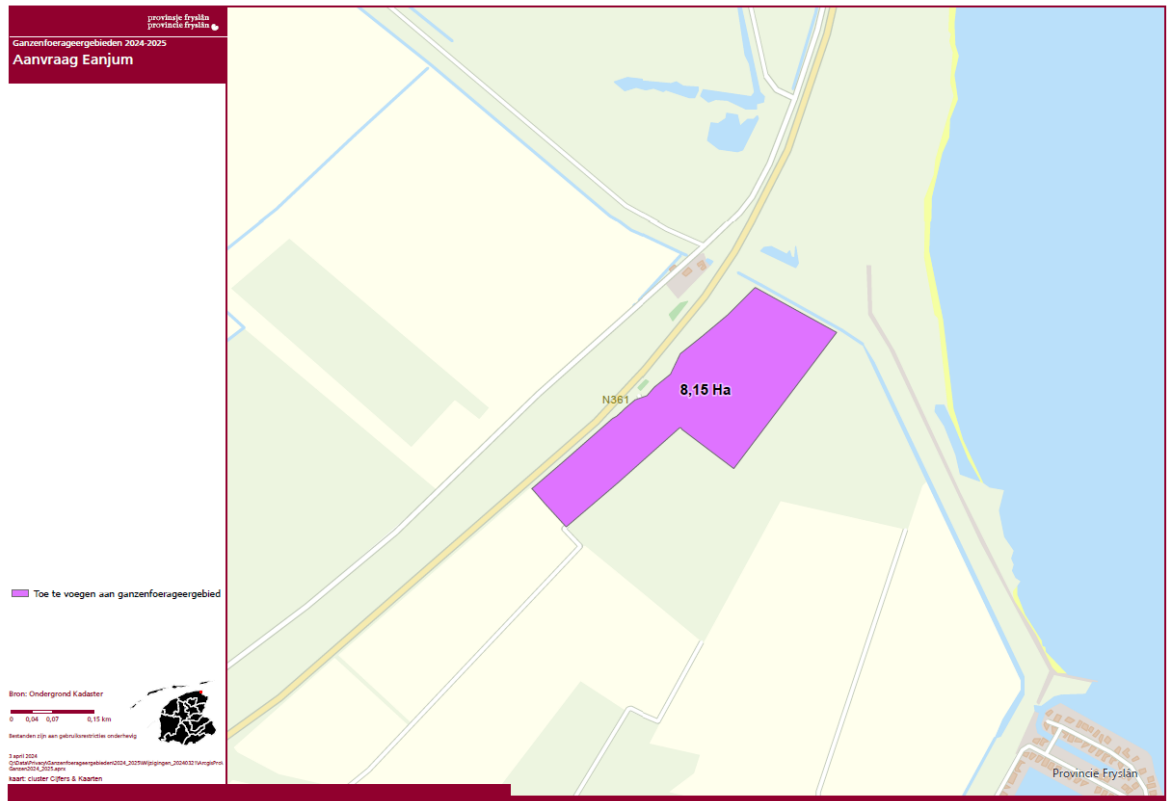 provinsje fryslân
provincie fryslân
Ganzenfoerageergebieden 2024-2025
Aanvraag Eanjum
N361
8,15 Ha
Toe te voegen aan ganzenfoerageergebied
Bron: Ondergrond Kadaster
0 0,04 0,07 0,15 km
Bestanden zijn aan gebruiksrestricties onderhevig
3 april 2024
Ganzen2024_2025.aprx
kaart: cluster Cijfers & Kaarten
Provincie Fryslân